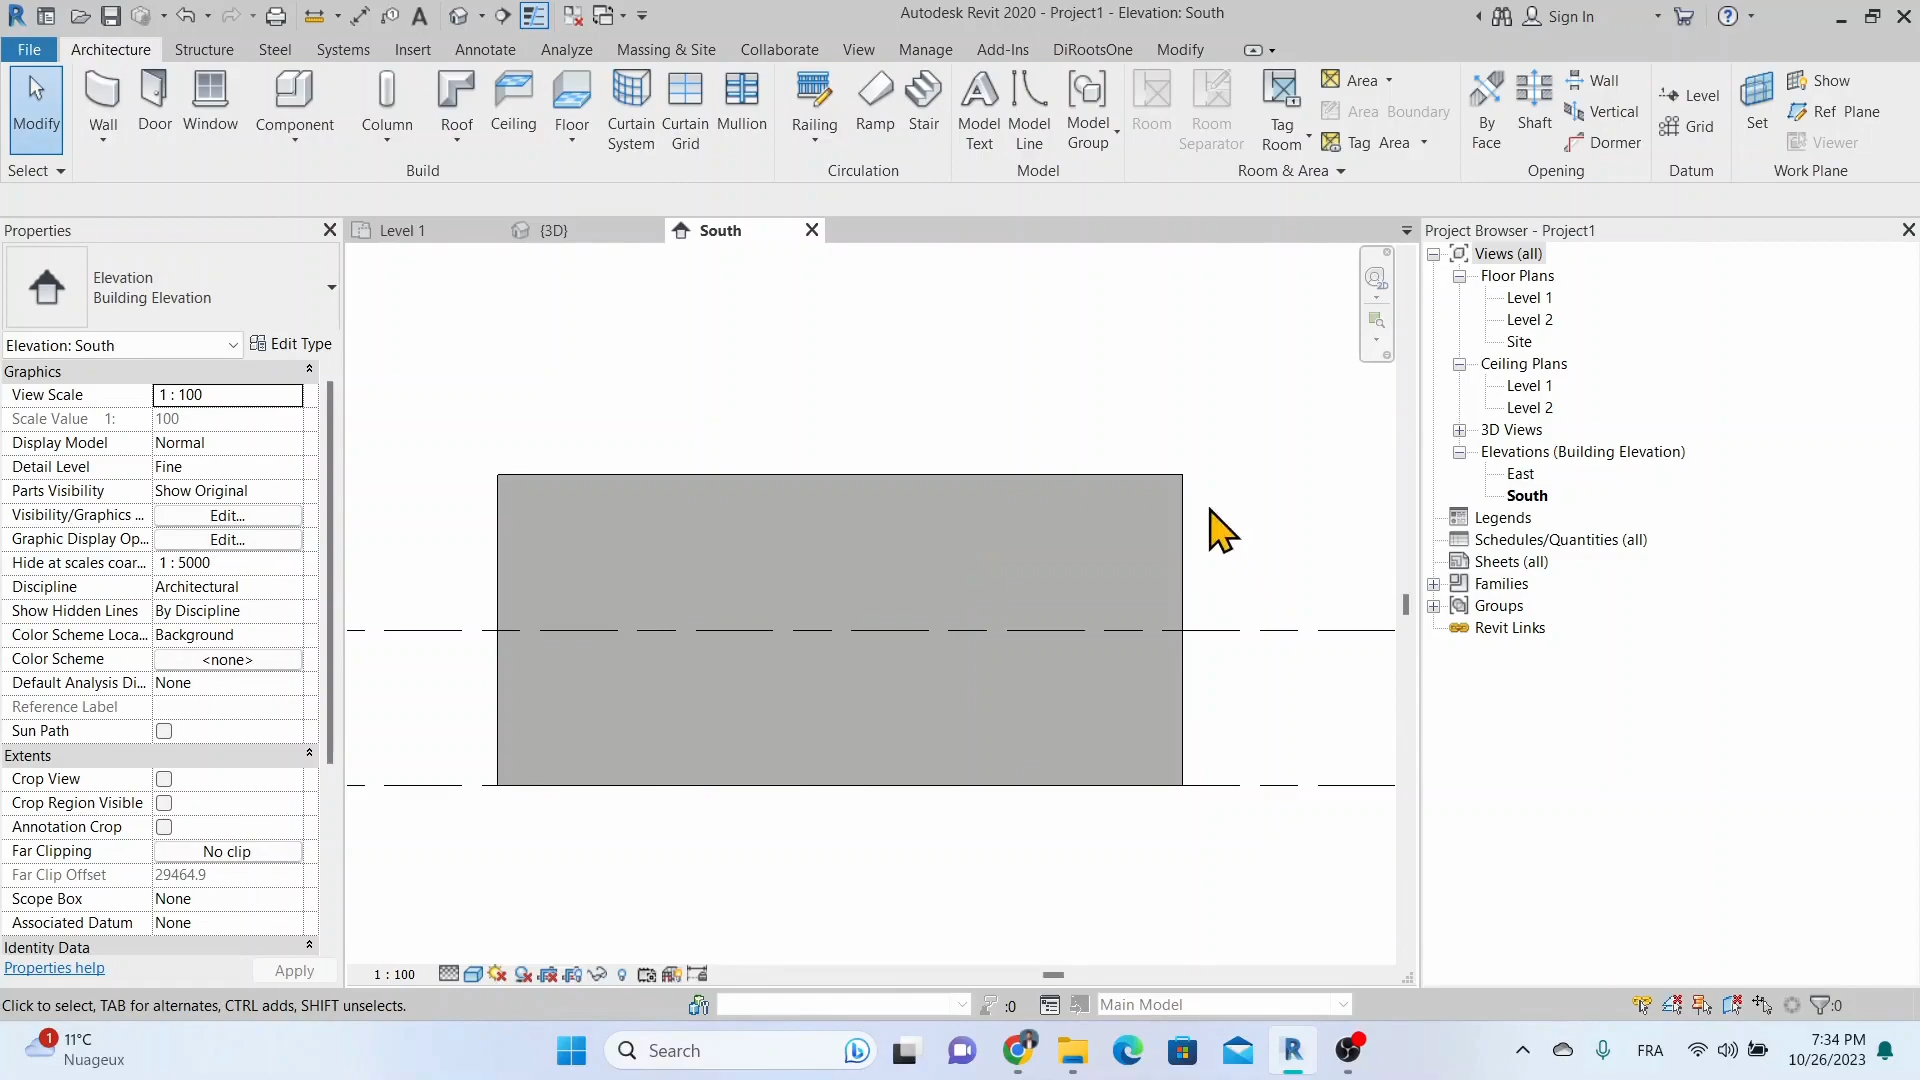 Autodesk Revit 2020 - Project1 - Elevation: South
Sign In
File Architecture Structure Steel Systems Insert Annotate Analyze Massing & Site Collaborate View Manage Add-Ins DiRootsOne Modify
Modify
Wall
Door
Window
Component
Column
Roof
Ceiling
Floor
Curtain System
Curtain Grid
Mullion
Railing
Ramp
Stair
Model Text
Model Line
Model Group
Room
Room Separator
Tag Room
Area
Area Boundary
Tag Area
By Face
Shaft
Wall
Vertical
Dormer
Level
Grid
Set
Show
Ref Plane
Viewer
Select Build Circulation Model Room & Area Opening Datum Work Plane
Properties
Elevation
Building Elevation
Elevation: South Edit Type
Graphics
View Scale 1 : 100
Scale Value 1: 100
Display Model Normal
Detail Level Fine
Parts Visibility Show Original
Visibility/Graphics ... Edit...
Graphic Display Op... Edit...
Hide at scales coar... 1 : 5000
Discipline Architectural
Show Hidden Lines By Discipline
Color Scheme Loca... Background
Color Scheme <none>
Default Analysis Di... None
Reference Label
Sun Path
Extents
Crop View
Crop Region Visible
Annotation Crop
Far Clipping No clip
Far Clip Offset 29464.9
Scope Box None
Associated Datum None
Identity Data
Properties help Apply
Level 1 {3D} South
2D
1 : 100
Project Browser - Project1
Views (all)
Floor Plans
Level 1
Level 2
Site
Ceiling Plans
Level 1
Level 2
3D Views
Elevations (Building Elevation)
East
South
Legends
Schedules/Quantities (all)
Sheets (all)
Families
Groups
Revit Links
Click to select, TAB for alternates, CTRL adds, SHIFT unselects.
:0
Main Model
:0
1
11°C
Nuageux
Search
FRA
7:34 PM
10/26/2023